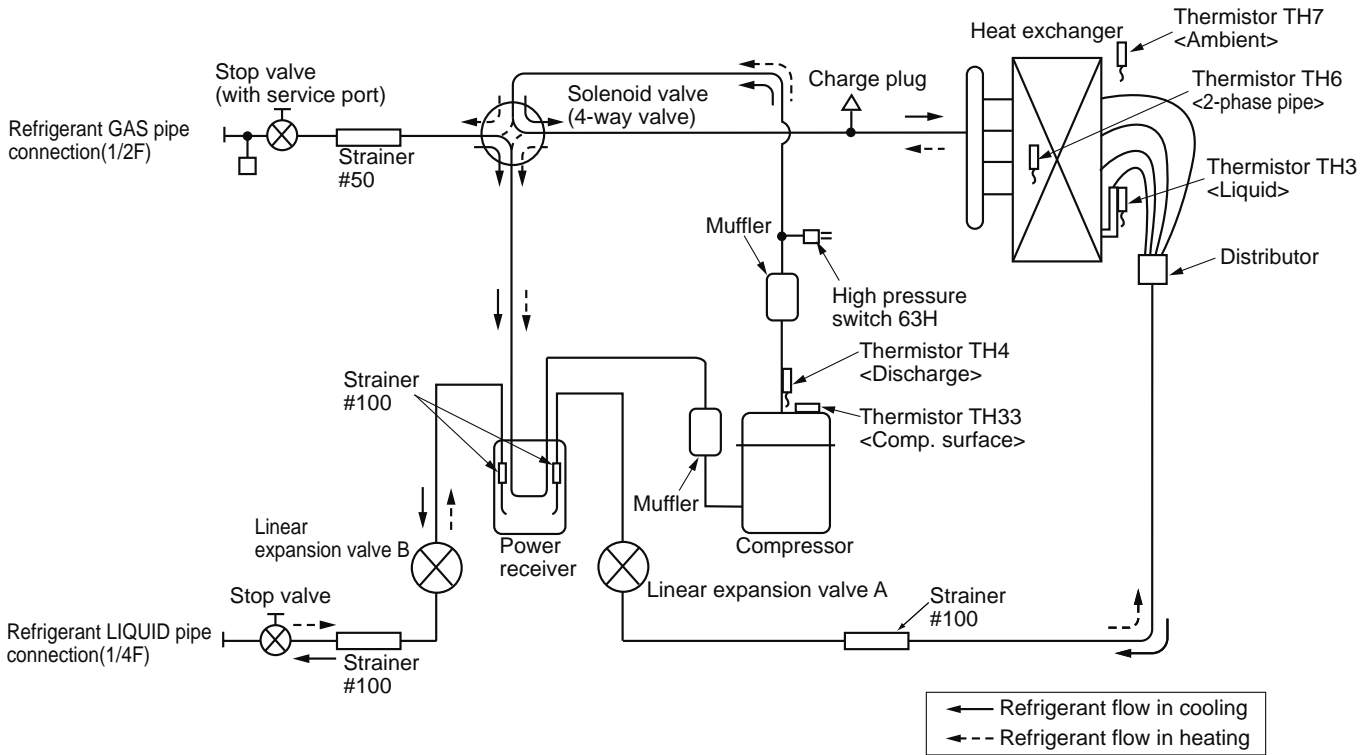 Heat exchanger
Thermistor TH7
<Ambient>
Stop valve
(with service port)
Solenoid valve
(4-way valve)
Charge plug
Thermistor TH6
<2-phase pipe>
Refrigerant GAS pipe
connection(1/2F)
Strainer
#50
Thermistor TH3
<Liquid>
Muffler
Distributor
High pressure
switch 63H
Thermistor TH4
<Discharge>
Strainer
#100
Thermistor TH33
<Comp. surface>
Muffler
Linear
expansion valve B
Power
receiver
Compressor
Linear expansion valve A
Stop valve
Strainer
#100
Refrigerant LIQUID pipe
connection(1/4F)
Strainer
#100
Refrigerant flow in cooling
Refrigerant flow in heating